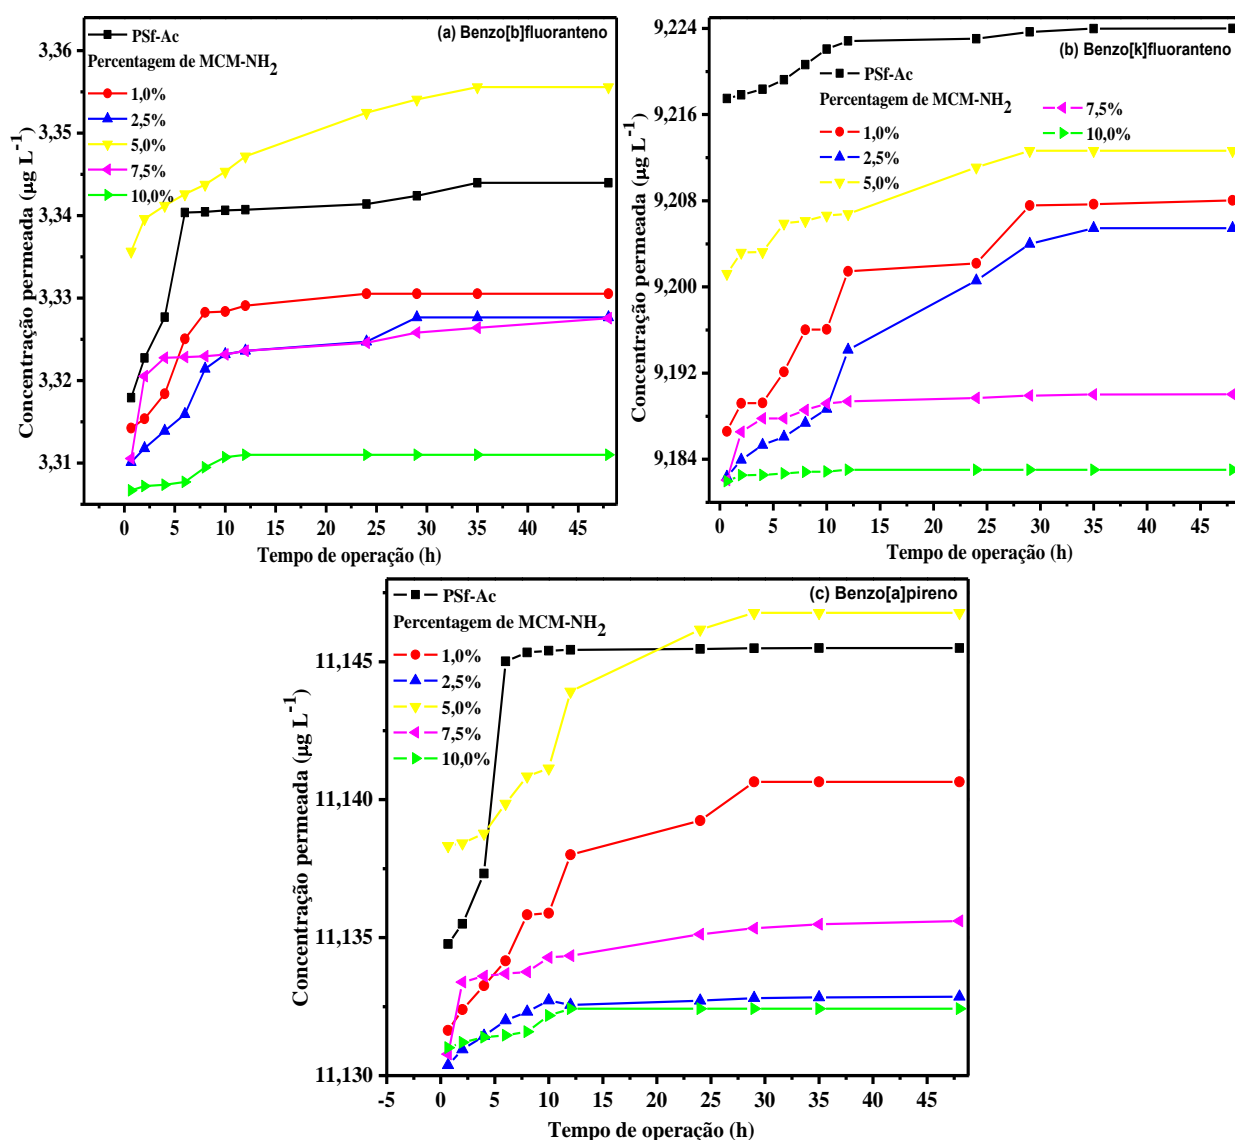 (a) Benzo[b]fluoranteno
PSf-Ac
Percentagem de MCM-NH2
1,0%
2,5%
5,0%
7,5%
10,0%
3,36
3,35
3,34
3,33
3,32
3,31
Concentração permeada (μg L-1)
0 5 10 15 20 25 30 35 40 45
Tempo de operação (h)
(b) Benzo[k]fluoranteno
PSf-Ac
Percentagem de MCM-NH2
1,0%
2,5%
5,0%
7,5%
10,0%
9,224
9,216
9,208
9,200
9,192
9,184
Concentração permeada (μg L-1)
0 5 10 15 20 25 30 35 40 45
Tempo de operação (h)
(c) Benzo[a]pireno
PSf-Ac
Percentagem de MCM-NH2
1,0%
2,5%
5,0%
7,5%
10,0%
11,145
11,140
11,135
11,130
Concentração permeada (μg L-1)
-5 0 5 10 15 20 25 30 35 40 45
Tempo de operação (h)